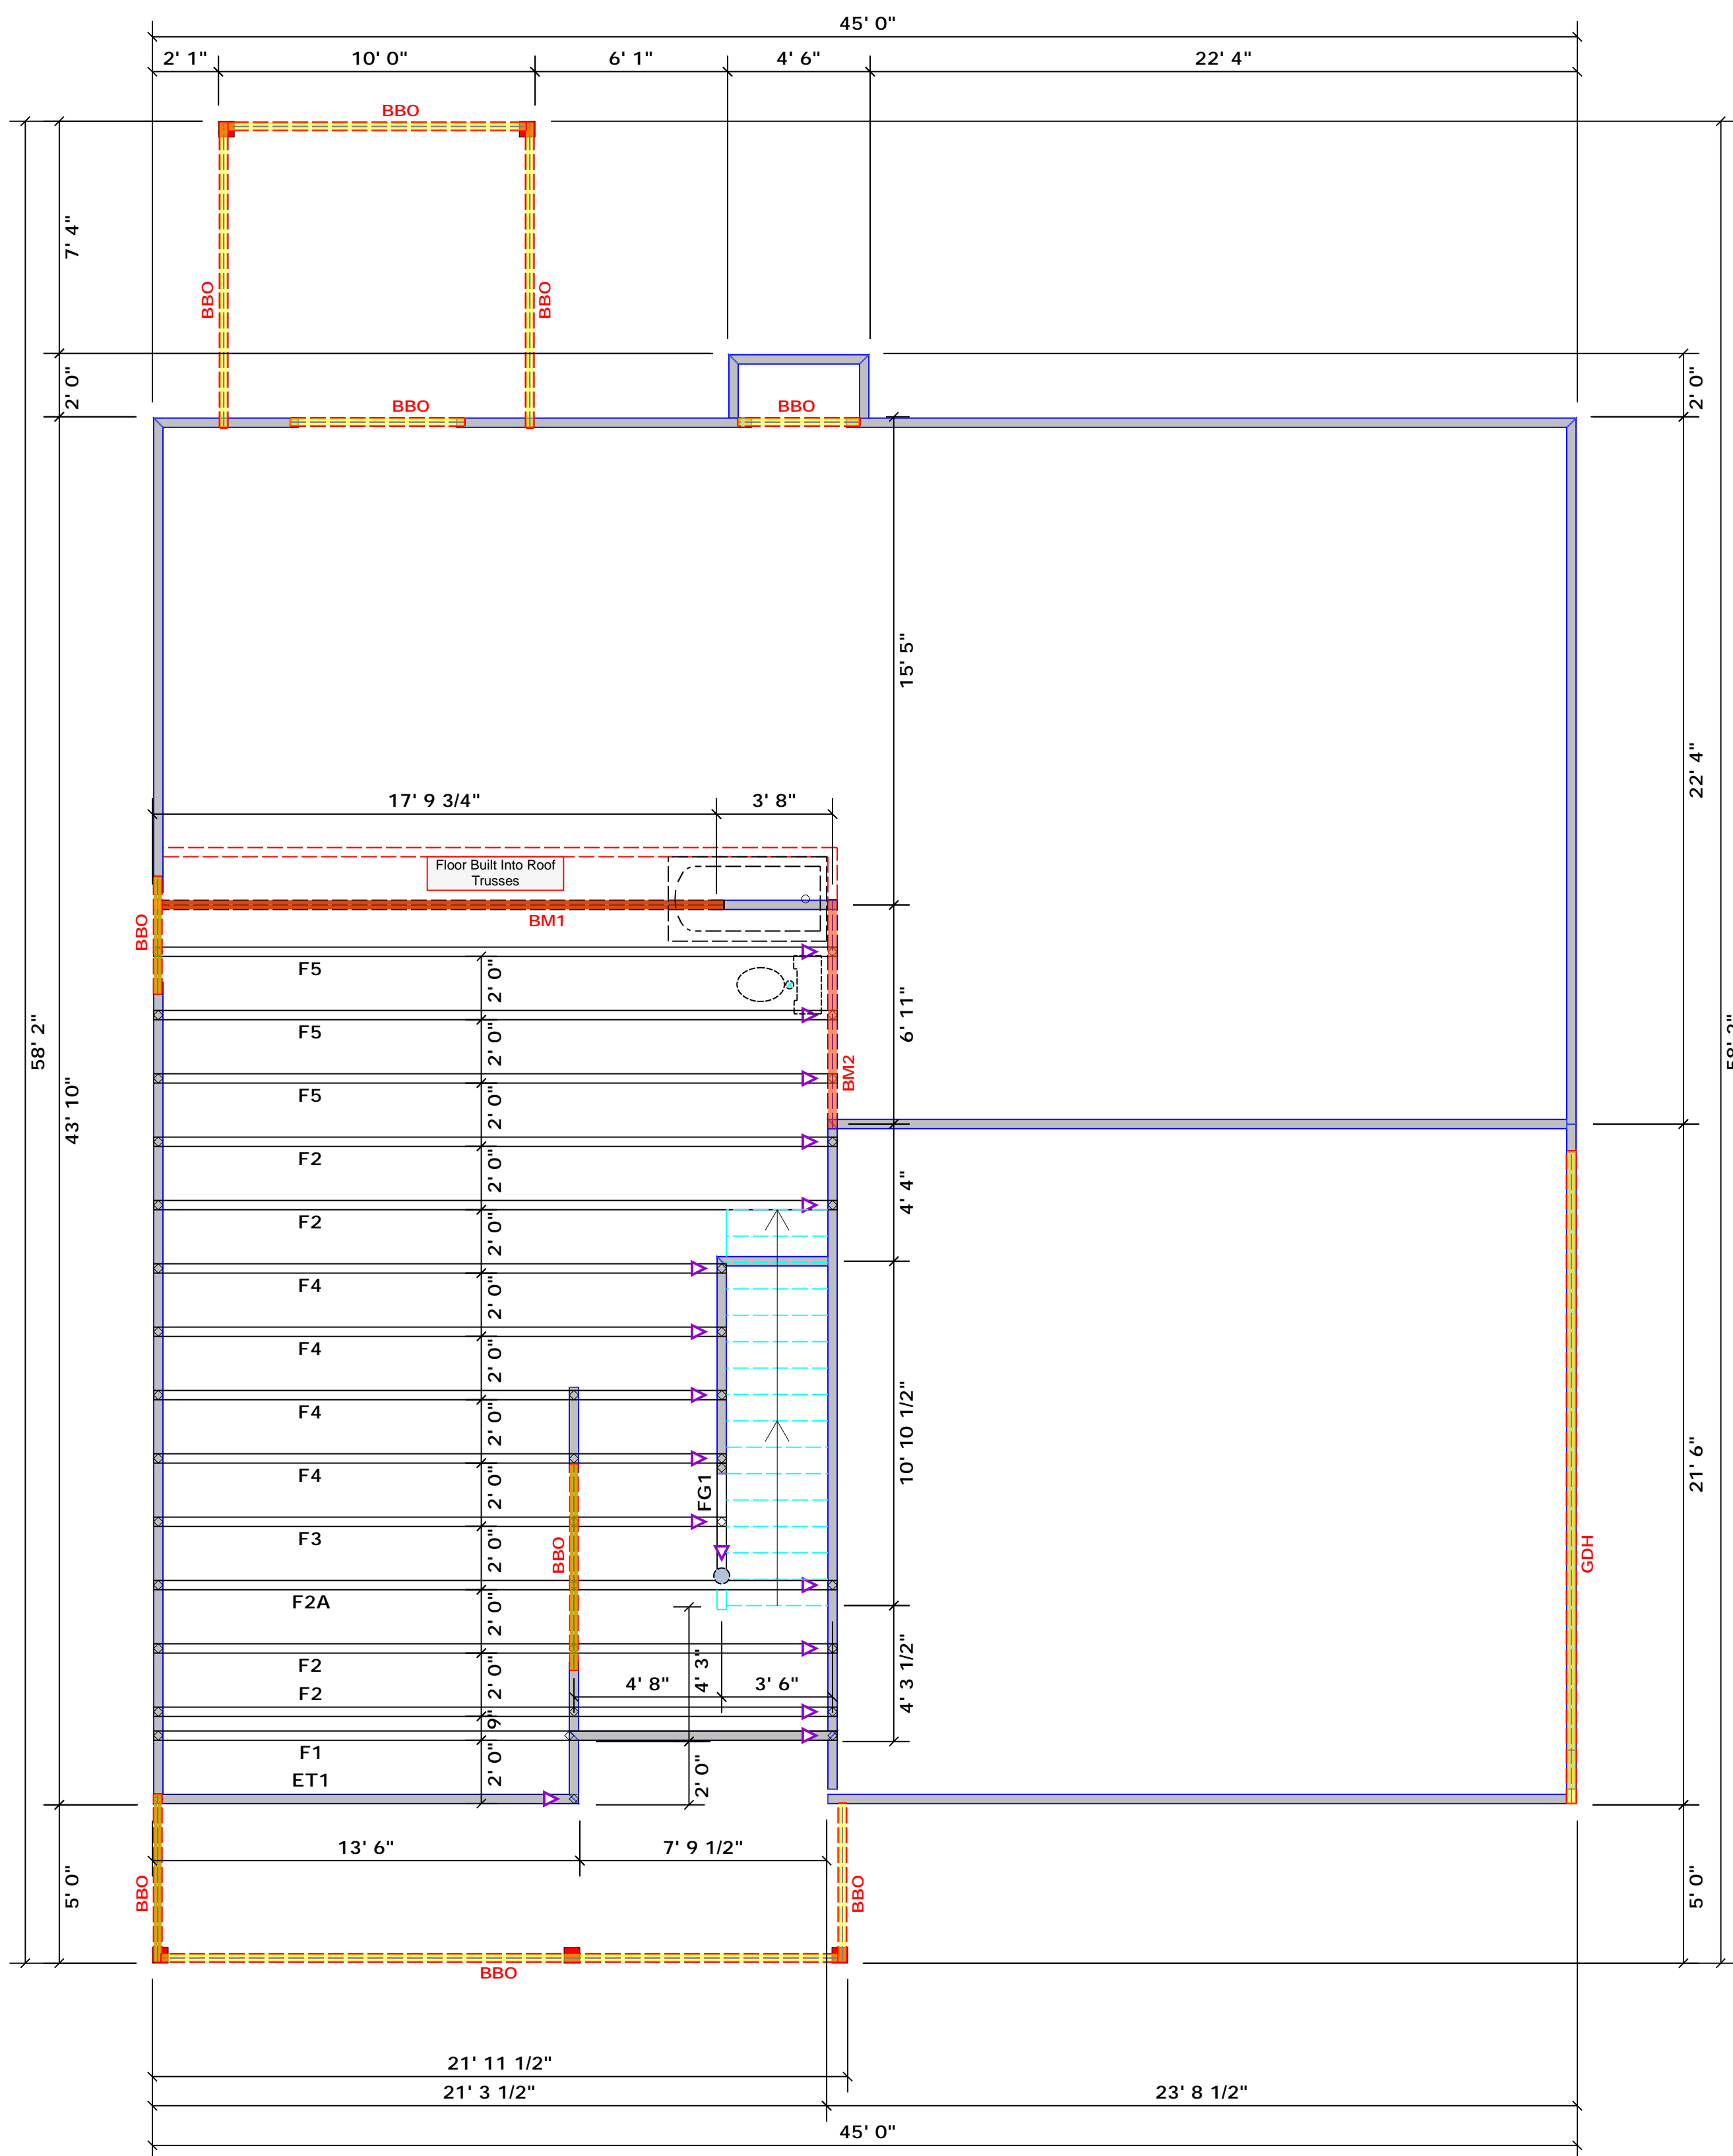 45' 0"
2' 1"
10' 0"
6' 1"
4' 6"
22' 4"
BBO
7' 4"
BBO
BBO
2' 0"
2' 0"
BBO
BBO
15' 5"
22' 4"
17' 9 3/4"
3' 8"
Floor Built Into Roof
Trusses
BM1
BBO
F5
2' 0"
6' 11"
F5
2' 0"
58' 2"
58' 2"
BM2
43' 10"
F5
2' 0"
F2
2' 0"
4' 4"
F2
2' 0"
F4
2' 0"
F4
2' 0"
F4
2' 0"
10' 10 1/2"
21' 6"
F4
2' 0"
FG1
F3
2' 0"
BBO
GDH
F2A
2' 0"
F2
2' 0"
4' 3"
4' 8"
3' 6"
4' 3 1/2"
F2
9"
F1
2' 0"
2' 0"
ET1
13' 6"
7' 9 1/2"
5' 0"
BBO
BBO
5' 0"
BBO
21' 11 1/2"
21' 3 1/2"
23' 8 1/2"
45' 0"